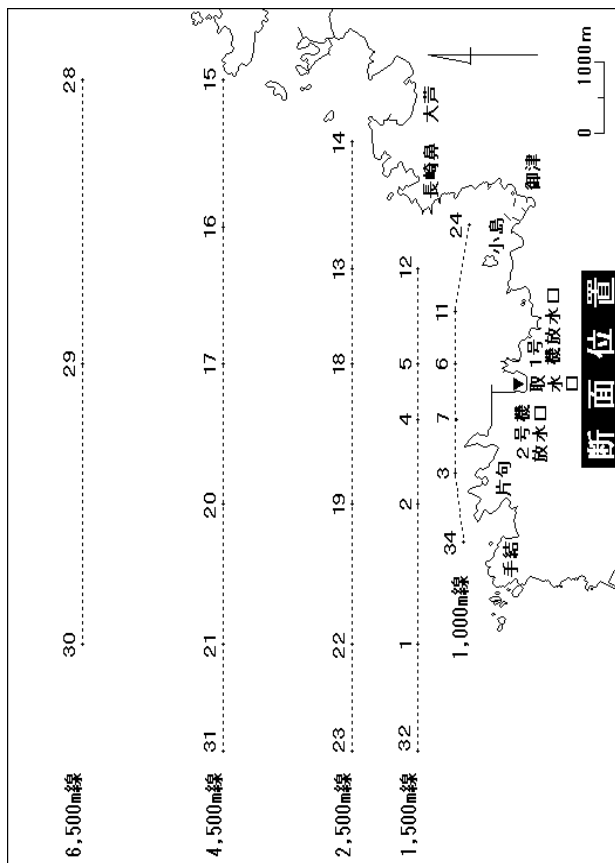 6,500m線 30 29 28
4,500m線 31 21 20 17 16 15
2,500m線 23 22 19 18 13 14
1,500m線 32 1 2 4 5 12
長崎鼻 大芦
1,000m線 34 3 7 6 11 24
手結 片句 小島 御津
2号機
放水口
取
水
口
1号
機放水口
断面位置
0 1000m